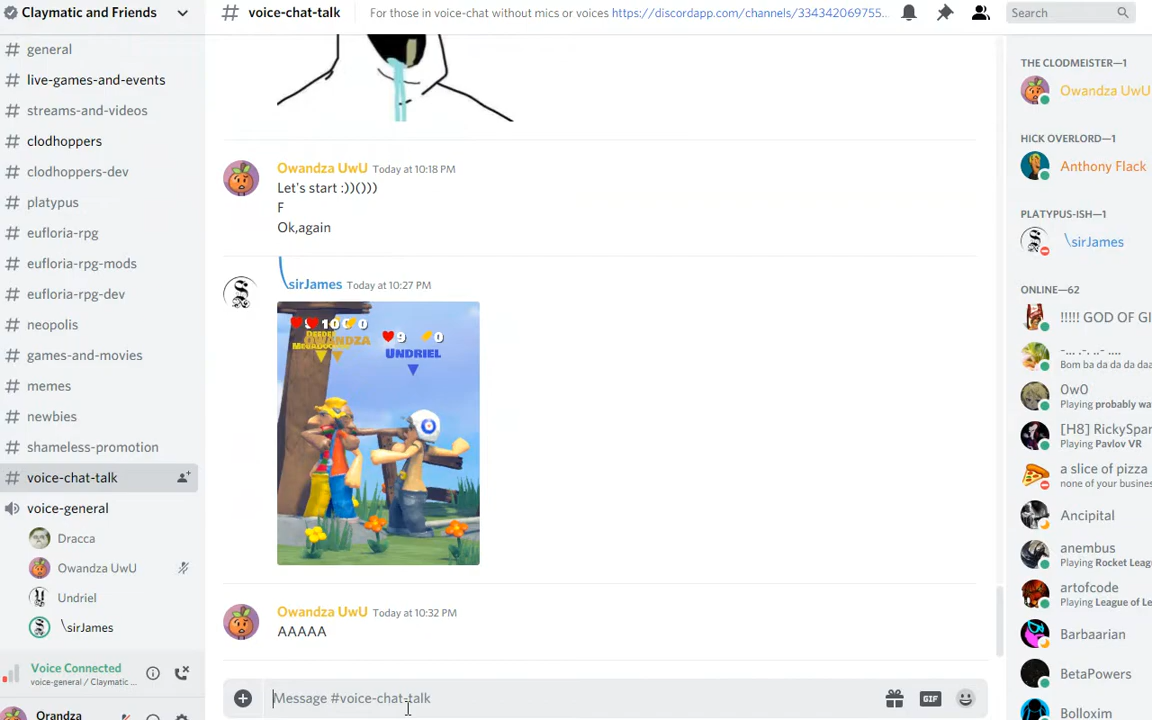 Claymatic and Friends
# voice-chat-talk
For those in voice-chat without mics or voices https://discordapp.com/channels/334342069755...
Search
# general
# live-games-and-events
# streams-and-videos
# clodhoppers
# clodhoppers-dev
# platypus
# eufloria-rpg
# eufloria-rpg-mods
# eufloria-rpg-dev
# neopolis
# games-and-movies
# memes
# newbies
# shameless-promotion
# voice-chat-talk
voice-general
Dracca
Owandza UwU
Undriel
\sirJames
Voice Connected
voice-general / Claymatic ...
Orandza
Owandza UwU Today at 10:18 PM
Let's start :))()))
F
Ok,again
\sirJames Today at 10:27 PM
10 0 0
9 0
OWANDZA
UNDRIEL
Owandza UwU Today at 10:32 PM
AAAAA
Message #voice-chat-talk
GIF
THE CLODMEISTER—1
Owandza UwU
HICK OVERLORD—1
Anthony Flack
PLATYPUS-ISH—1
\sirJames
ONLINE—62
!!!!! GOD OF GI
-... .-. ..- ....
Bom ba da da da daa
0w0
Playing probably wa
[H8] RickySpan
Playing Pavlov VR
a slice of pizza
none of your busines
Ancipital
anembus
Playing Rocket Leag
artofcode
Playing League of Le
Barbaarian
BetaPowers
Bolloxim